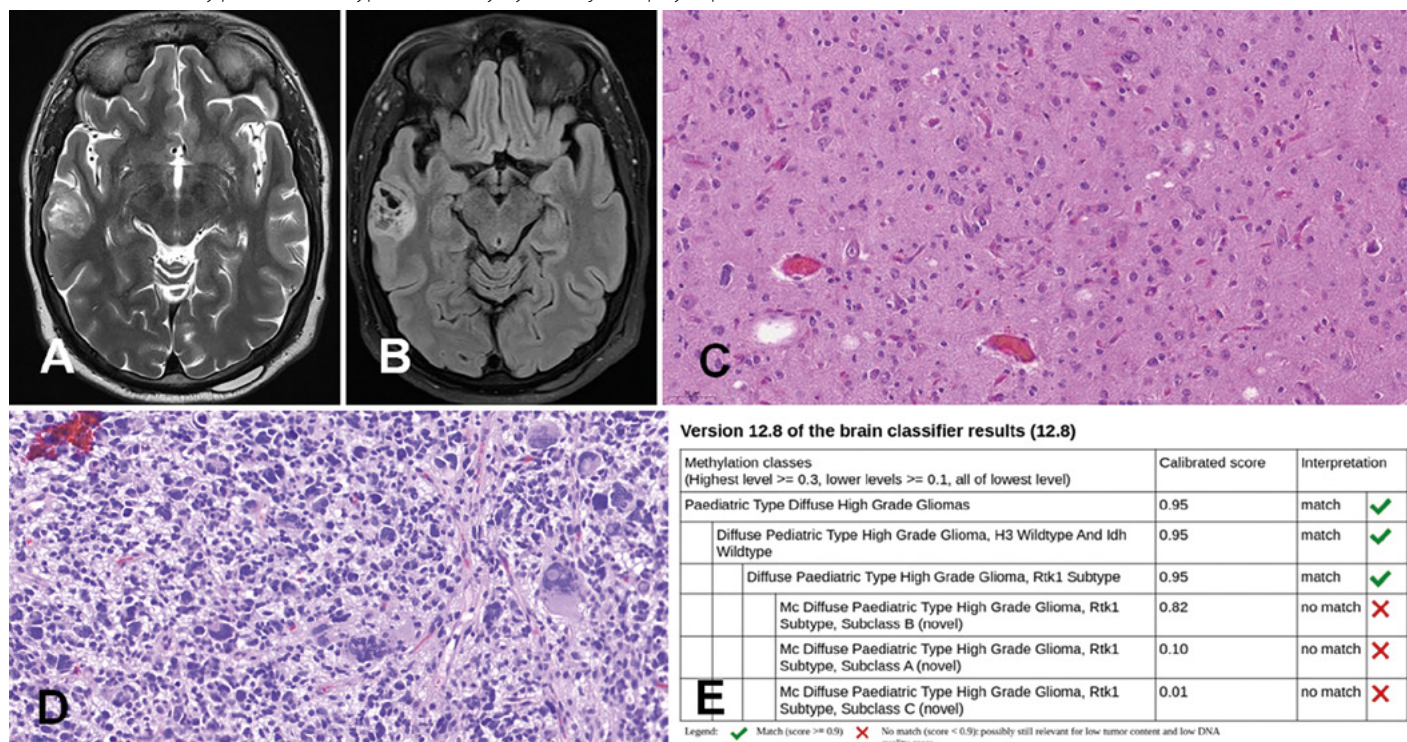 A
B
C
D
Version 12.8 of the brain classifier results (12.8)
Methylation classes
(Highest level >= 0.3, lower levels >= 0.1, all of lowest level)
Calibrated score
Interpretation
Paediatric Type Diffuse High Grade Gliomas
0.95
match
Diffuse Pediatric Type High Grade Glioma, H3 Wildtype And Idh
Wildtype
0.95
match
Diffuse Paediatric Type High Grade Glioma, Rtk1 Subtype
0.95
match
Mc Diffuse Paediatric Type High Grade Glioma, Rtk1
Subtype, Subclass B (novel)
0.82
no match
Mc Diffuse Paediatric Type High Grade Glioma, Rtk1
Subtype, Subclass A (novel)
0.10
no match
Mc Diffuse Paediatric Type High Grade Glioma, Rtk1
Subtype, Subclass C (novel)
0.01
no match
E
Legend: Match (score >= 0.9) No match (score < 0.9): possibly still relevant for low tumor content and low DNA